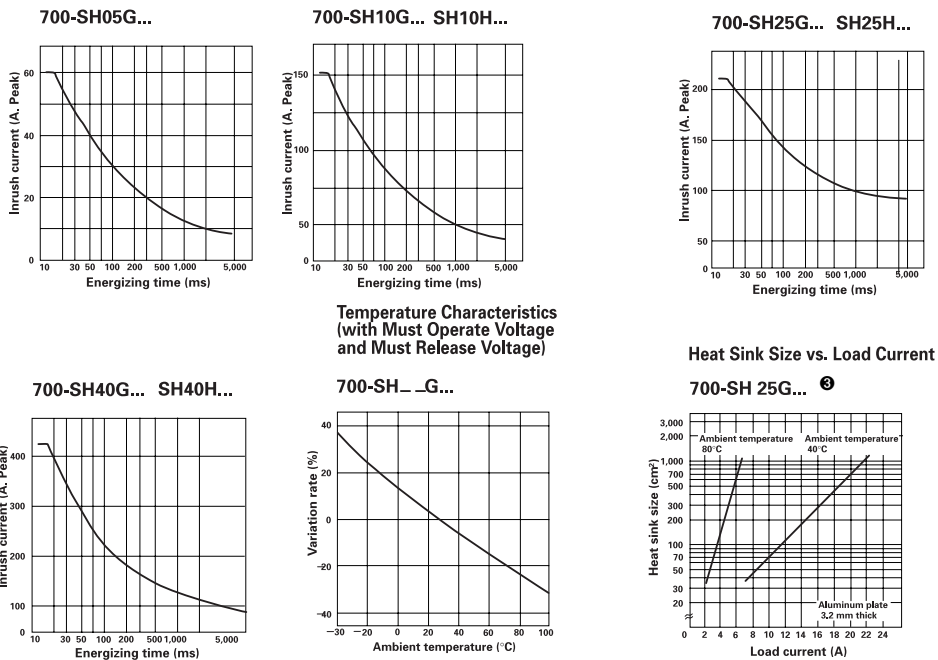 700-SH05G...
Inrush current (A. Peak)
60
40
20
0
10 30 50 100 200 500 1,000 5,000
Energizing time (ms)
700-SH10G... SH10H...
Inrush current (A. Peak)
150
100
50
0
10 30 50 100 200 500 1,000 5,000
Energizing time (ms)
700-SH25G... SH25H...
Inrush current (A. Peak)
200
150
100
50
0
10 30 50 100 200 500 1,000 5,000
Energizing time (ms)
700-SH40G... SH40H...
Inrush current (A. Peak)
400
300
200
100
0
10 30 50 100 200 500 1,000 5,000
Energizing time (ms)
Temperature Characteristics
(with Must Operate Voltage
and Must Release Voltage)
700-SH_ _G...
Variation rate (%)
40
20
0
−20
−40
−30 −20 0 20 40 60 80 100
Ambient temperature (°C)
Heat Sink Size vs. Load Current
700-SH 25G... ❸
Heat sink size (cm²)
3,000
2,000
1,000
700
500
300
200
100
70
50
30
20
Ambient temperature
80°C
Ambient temperature
40°C
Aluminum plate
3.2 mm thick
0 2 4 6 8 10 12 14 16 18 20 22 24
Load current (A)